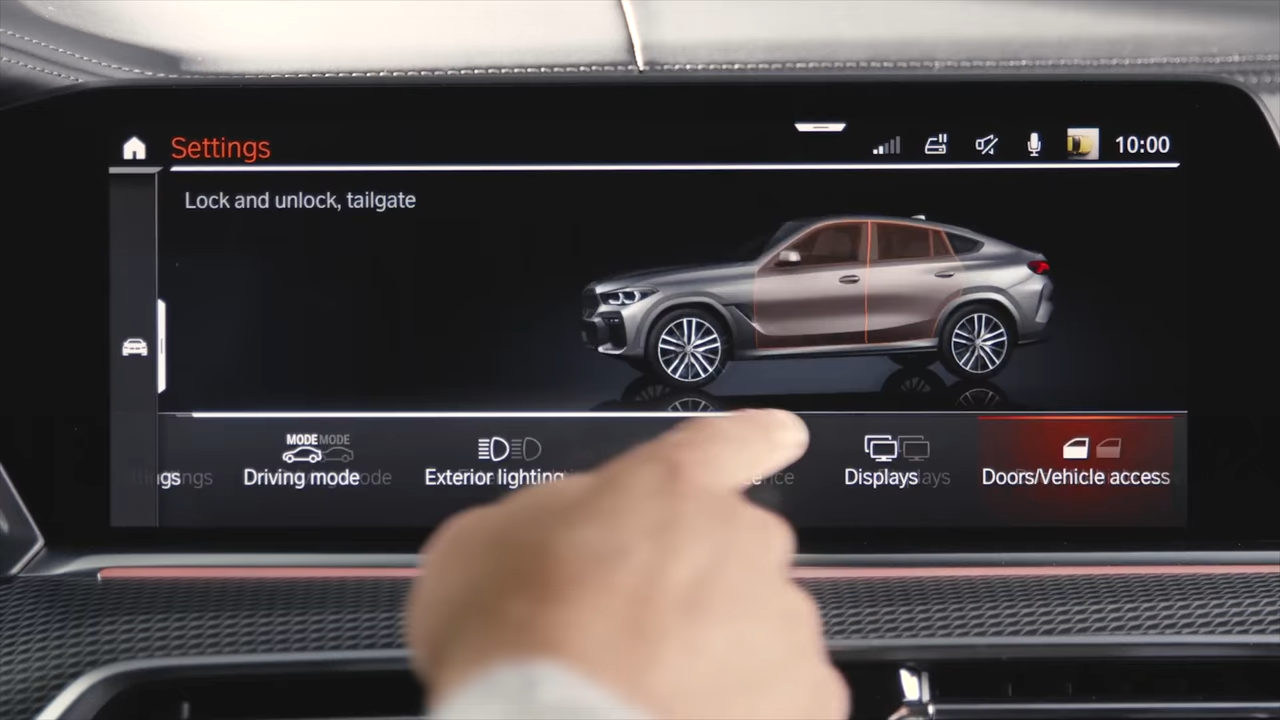 Settings
10:00
Lock and unlock, tailgate
MODE MODE
Driving mode
Exterior lighting
Displays
Doors/Vehicle access